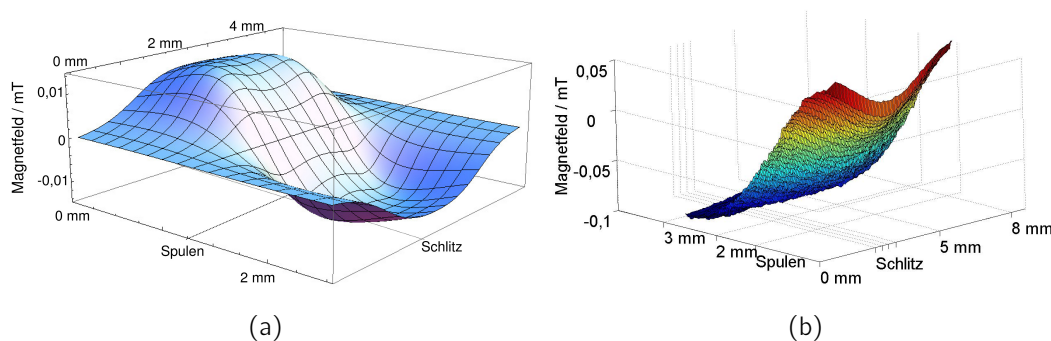 0 mm
2 mm
4 mm
0,01
0
-0,01
Magnetfeld / mT
0 mm
Spulen
2 mm
Schlitz
(a)
0,05
0
-0,05
-0,1
Magnetfeld / mT
3 mm
2 mm
Spulen
0 mm
Schlitz
5 mm
8 mm
(b)